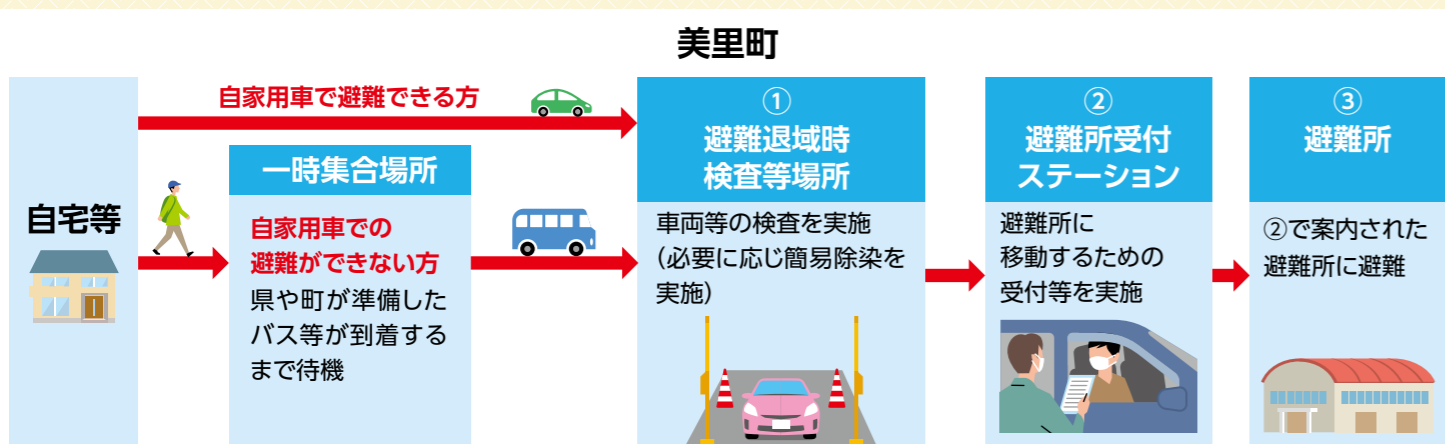 美里町
自宅等
自家用車で避難できる方
一時集合場所
自家用車での
避難ができない方
県や町が準備した
バス等が到着する
まで待機
①
避難退域時
検査等場所
車両等の検査を実施
(必要に応じ簡易除染を
実施)
②
避難所受付
ステーション
避難所に
移動するための
受付等を実施
③
避難所
②で案内された
避難所に避難